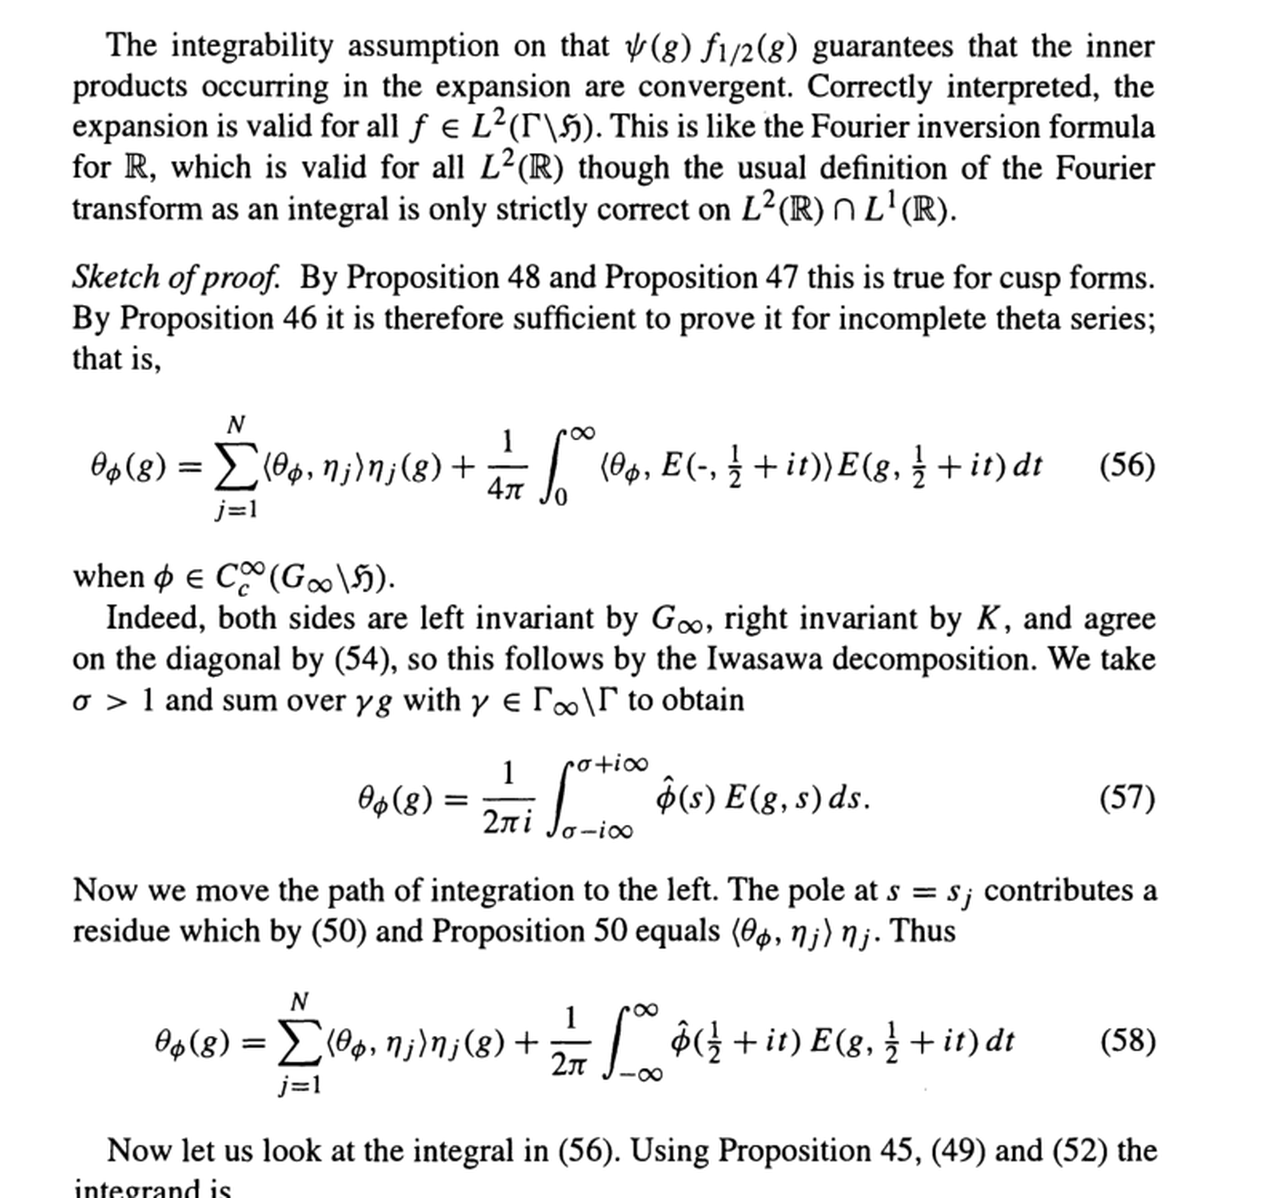 The integrability assumption on that ψ(g) f_{1/2}(g) guarantees that the inner
products occurring in the expansion are convergent. Correctly interpreted, the
expansion is valid for all f ∈ L²(Γ\ℌ). This is like the Fourier inversion formula
for ℝ, which is valid for all L²(ℝ) though the usual definition of the Fourier
transform as an integral is only strictly correct on L²(ℝ) ∩ L¹(ℝ).
Sketch of proof. By Proposition 48 and Proposition 47 this is true for cusp forms.
By Proposition 46 it is therefore sufficient to prove it for incomplete theta series;
that is,
θ_ϕ(g) = ∑_{j=1}^{N} ⟨θ_ϕ, η_j⟩η_j(g) + \frac{1}{4π} ∫_0^∞ ⟨θ_ϕ, E(-, ½ + it)⟩E(g, ½ + it) dt (56)
when ϕ ∈ C_c^∞(G_∞\ℌ).
Indeed, both sides are left invariant by G_∞, right invariant by K, and agree
on the diagonal by (54), so this follows by the Iwasawa decomposition. We take
σ > 1 and sum over γg with γ ∈ Γ_∞\Γ to obtain
θ_ϕ(g) = \frac{1}{2πi} ∫_{σ−i∞}^{σ+i∞} \hat{ϕ}(s) E(g, s) ds. (57)
Now we move the path of integration to the left. The pole at s = s_j contributes a
residue which by (50) and Proposition 50 equals ⟨θ_ϕ, η_j⟩ η_j. Thus
θ_ϕ(g) = ∑_{j=1}^{N} ⟨θ_ϕ, η_j⟩η_j(g) + \frac{1}{2π} ∫_{−∞}^{∞} \hat{ϕ}(½ + it) E(g, ½ + it) dt (58)
Now let us look at the integral in (56). Using Proposition 45, (49) and (52) the
integrand is